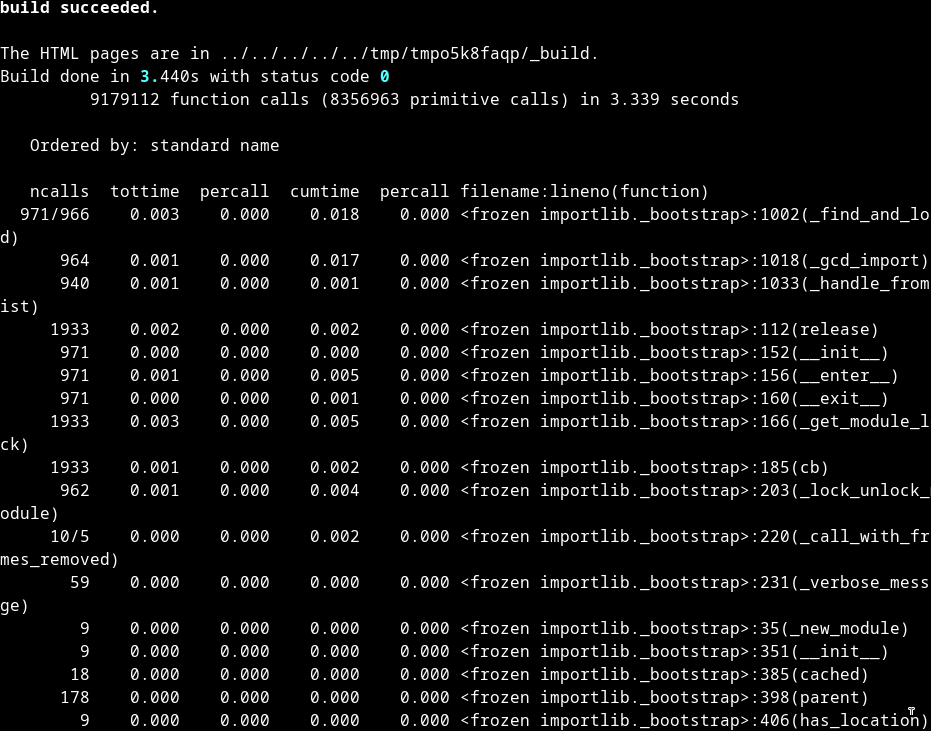 build succeeded.
The HTML pages are in ../../../../../tmp/tmpo5k8faqp/_build.
Build done in 3.440s with status code 0
9179112 function calls (8356963 primitive calls) in 3.339 seconds
Ordered by: standard name
ncalls  tottime  percall  cumtime  percall filename:lineno(function)
971/966    0.003    0.000    0.018    0.000 <frozen importlib._bootstrap>:1002(_find_and_lo
d)
964    0.001    0.000    0.017    0.000 <frozen importlib._bootstrap>:1018(_gcd_import)
940    0.001    0.000    0.001    0.000 <frozen importlib._bootstrap>:1033(_handle_from
ist)
1933    0.002    0.000    0.002    0.000 <frozen importlib._bootstrap>:112(release)
971    0.000    0.000    0.000    0.000 <frozen importlib._bootstrap>:152(__init__)
971    0.001    0.000    0.005    0.000 <frozen importlib._bootstrap>:156(__enter__)
971    0.000    0.000    0.001    0.000 <frozen importlib._bootstrap>:160(__exit__)
1933    0.003    0.000    0.005    0.000 <frozen importlib._bootstrap>:166(_get_module_l
ck)
1933    0.001    0.000    0.002    0.000 <frozen importlib._bootstrap>:185(cb)
962    0.001    0.000    0.004    0.000 <frozen importlib._bootstrap>:203(_lock_unlock_
odule)
10/5    0.000    0.000    0.002    0.000 <frozen importlib._bootstrap>:220(_call_with_fr
mes_removed)
59    0.000    0.000    0.000    0.000 <frozen importlib._bootstrap>:231(_verbose_mess
ge)
9    0.000    0.000    0.000    0.000 <frozen importlib._bootstrap>:35(_new_module)
9    0.000    0.000    0.000    0.000 <frozen importlib._bootstrap>:351(__init__)
18    0.000    0.000    0.000    0.000 <frozen importlib._bootstrap>:385(cached)
178    0.000    0.000    0.000    0.000 <frozen importlib._bootstrap>:398(parent)
9    0.000    0.000    0.000    0.000 <frozen importlib._bootstrap>:406(has_location)